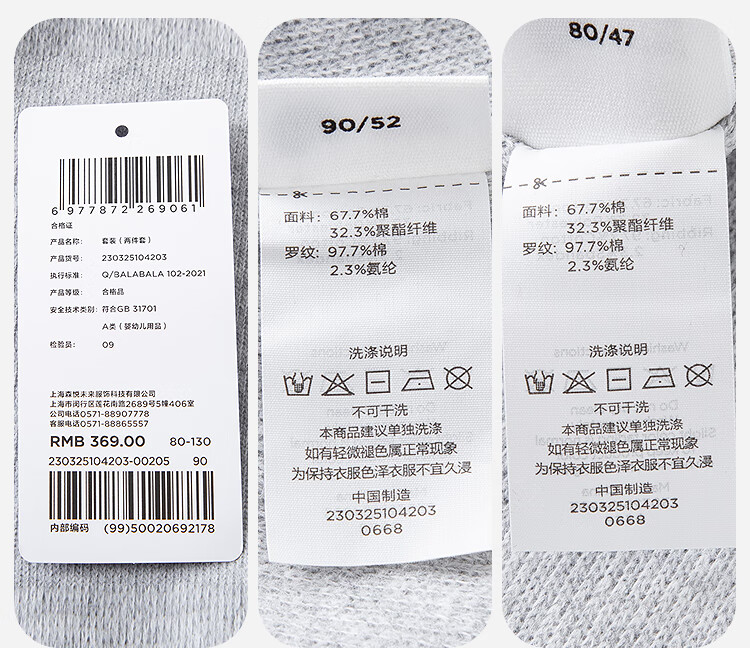 6 977872 269061
合格证
产品名称： 套装（两件套）
产品货号： 230325104203
执行标准： Q/BALABALA 102-2021
产品等级： 合格品
安全技术类别： 符合GB 31701
A类（婴幼儿用品）
检验员： 09
上海森悦未来服饰科技有限公司
上海市闵行区莲花南路2689号5幢406室
公司电话0571-88907778
客服电话0571-88865557
RMB 369.00 80-130
230325104203-00205 90
内部编码 (99)50020692178
90/52
面料：67.7%棉
32.3%聚酯纤维
罗纹：97.7%棉
2.3%氨纶
洗涤说明
不可干洗
本商品建议单独洗涤
如有轻微褪色属正常现象
为保持衣服色泽衣服不宜久浸
中国制造
230325104203
0668
80/47
面料：67.7%棉
32.3%聚酯纤维
罗纹：97.7%棉
2.3%氨纶
洗涤说明
不可干洗
本商品建议单独洗涤
如有轻微褪色属正常现象
为保持衣服色泽衣服不宜久浸
中国制造
230325104203
0668